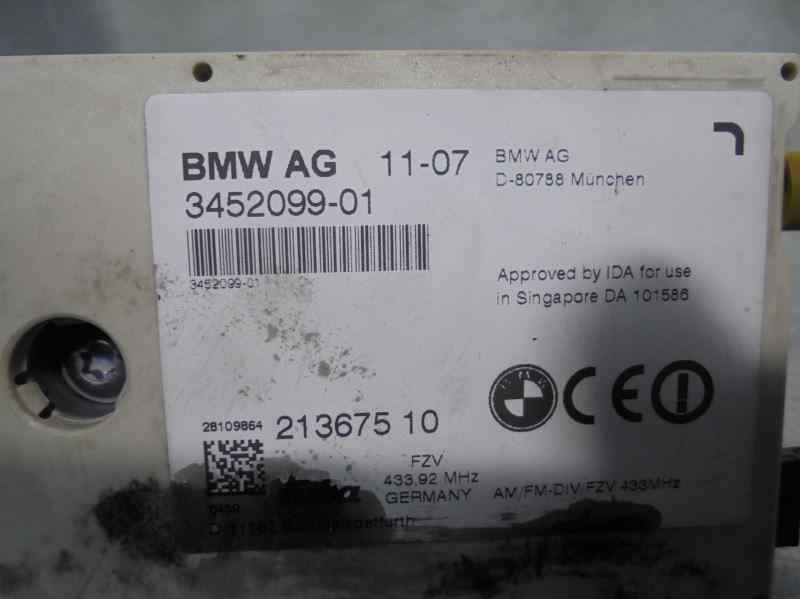 BMW AG 11-07
3452099-01
3452099-01
BMW AG
D-80788 München
Approved by IDA for use
in Singapore DA 101586
BMW
CE
28109864 213675 10
FZV
433,92 MHz
GERMANY
AM/FM-DIV/FZV 433MHz